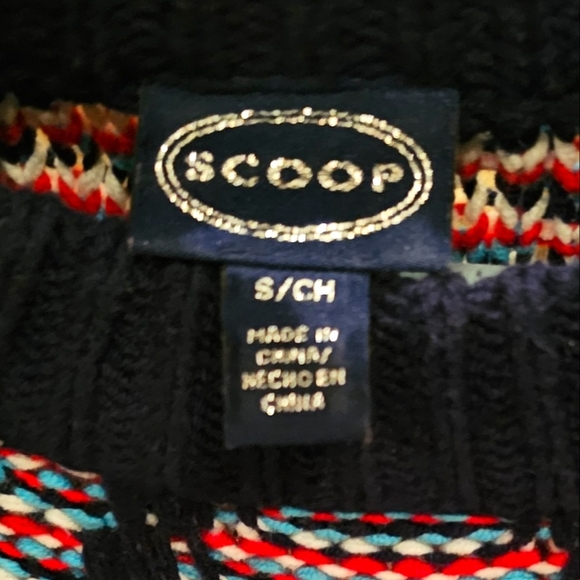 SCOOP
S/CH
MADE IN
CHINA/
HECHO EN
CHINA